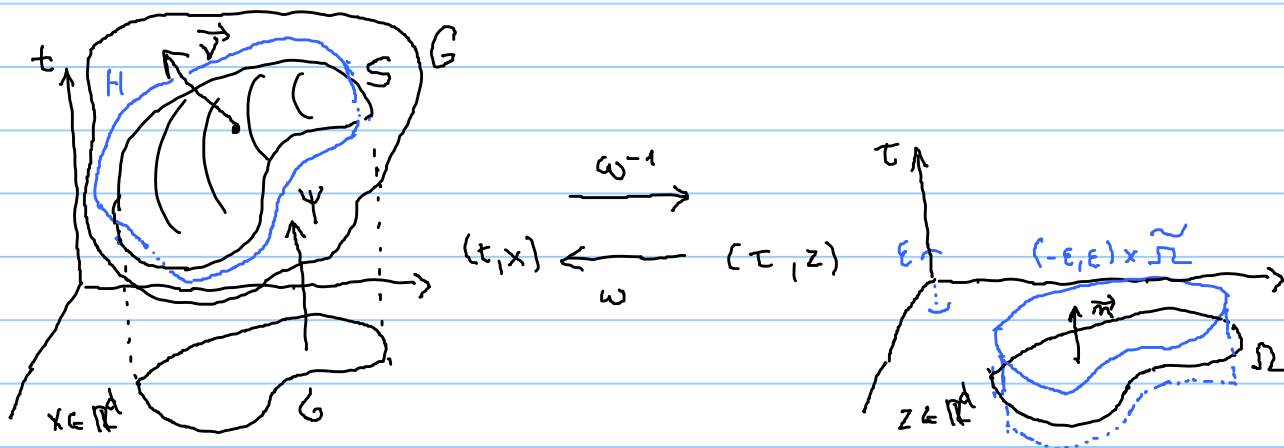 t H ν⃗ S G
ω⁻¹
Ψ
(t,x) (τ,z)
ω
x∈ℝᵈ
τ
ε (-ε,ε) × Ω̃
n⃗
Ω
z∈ℝᵈ